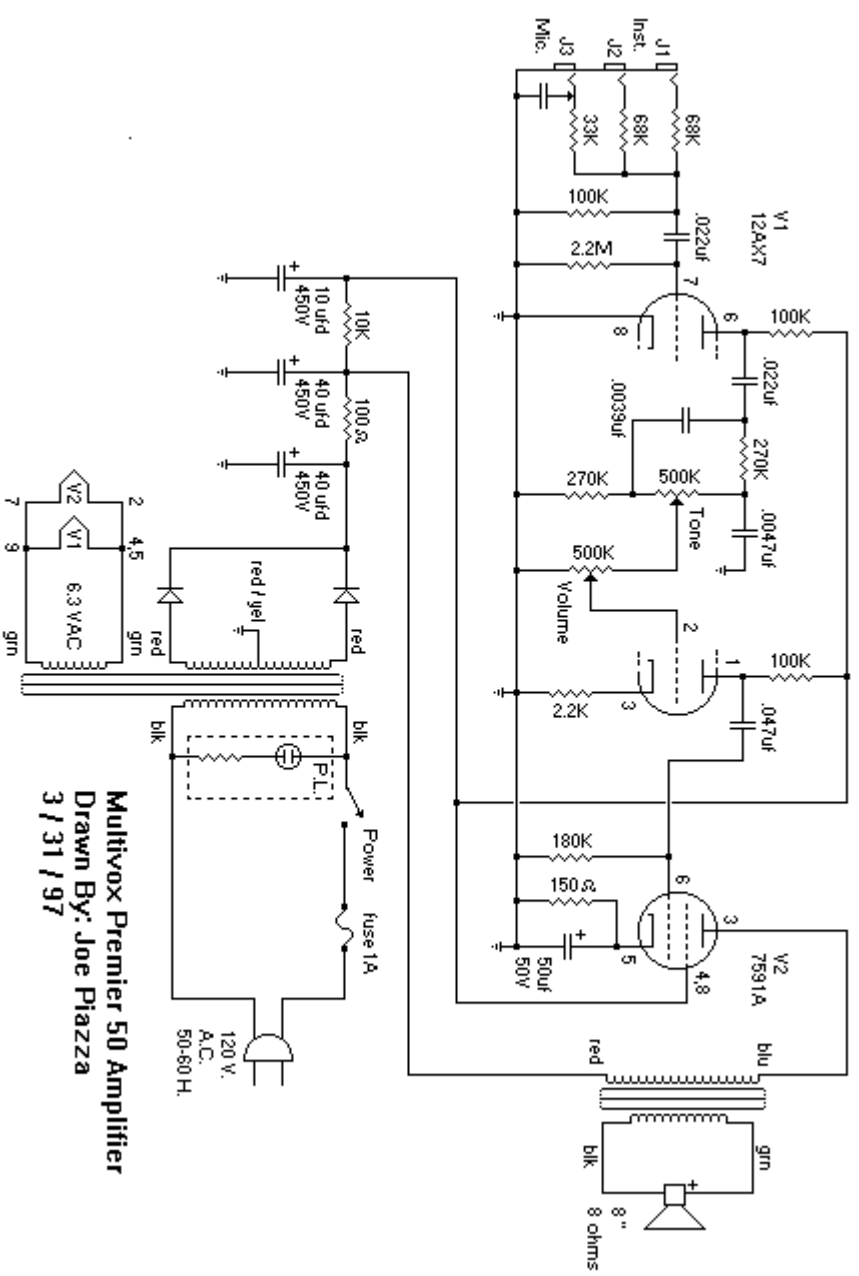 Inst.
J1
J2
J3
Mic.
68K
68K
33K
100K
2.2M
.022uf
V1
12AX7
7
6
8
100K
.022uf
.0039uf
270K
270K
500K
Tone
.0047uf
500K
Volume
2
1
3
100K
2.2K
.047uf
180K
150Ω
6
3
5
4,8
V2
7591A
50uf
50V
+
blu
red
grn
blk
+
8 "
8 ohms
+
10 ufd
450V
10K
+
40 ufd
450V
100Ω
+
40 ufd
450V
V2
V1
2
7
4,5
9
6.3 VAC
grn
grn
red / yel
red
red
blk
blk
P.L.
Power
fuse 1A
120 V.
A.C.
50-60 H.
Multivox Premier 50 Amplifier
Drawn By: Joe Piazza
3 / 31 / 97